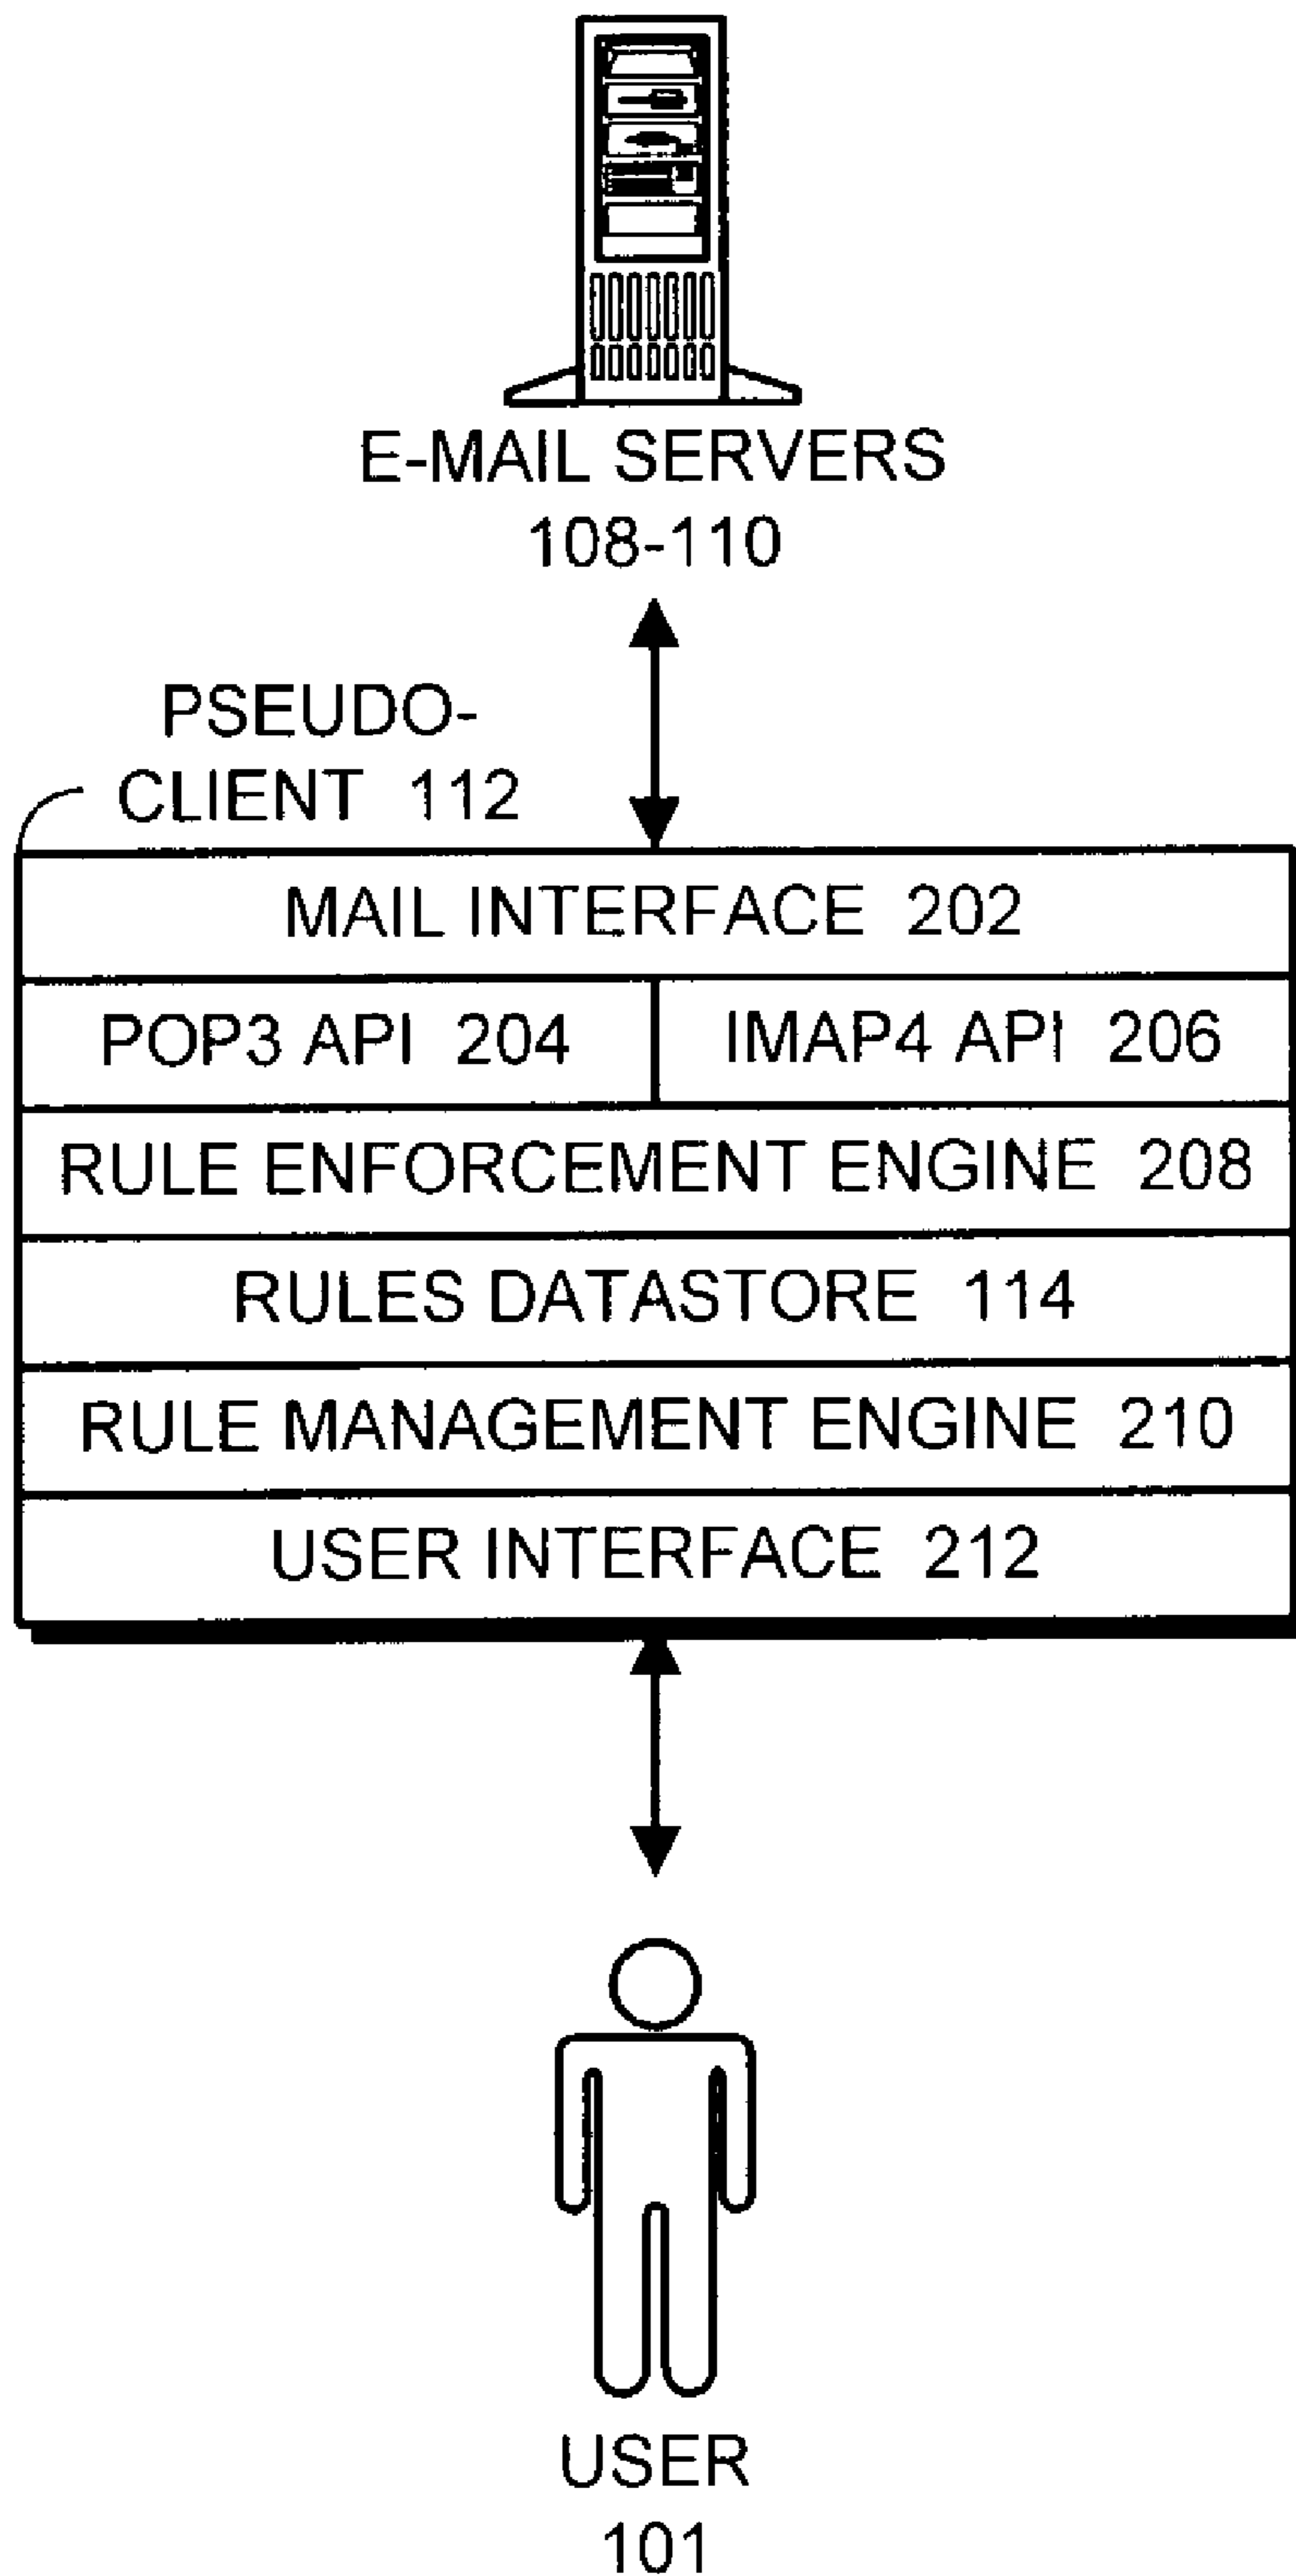 E-MAIL SERVERS
108-110
PSEUDO-
CLIENT 112
MAIL INTERFACE 202
POP3 API 204
IMAP4 API 206
RULE ENFORCEMENT ENGINE 208
RULES DATASTORE 114
RULE MANAGEMENT ENGINE 210
USER INTERFACE 212
USER
101